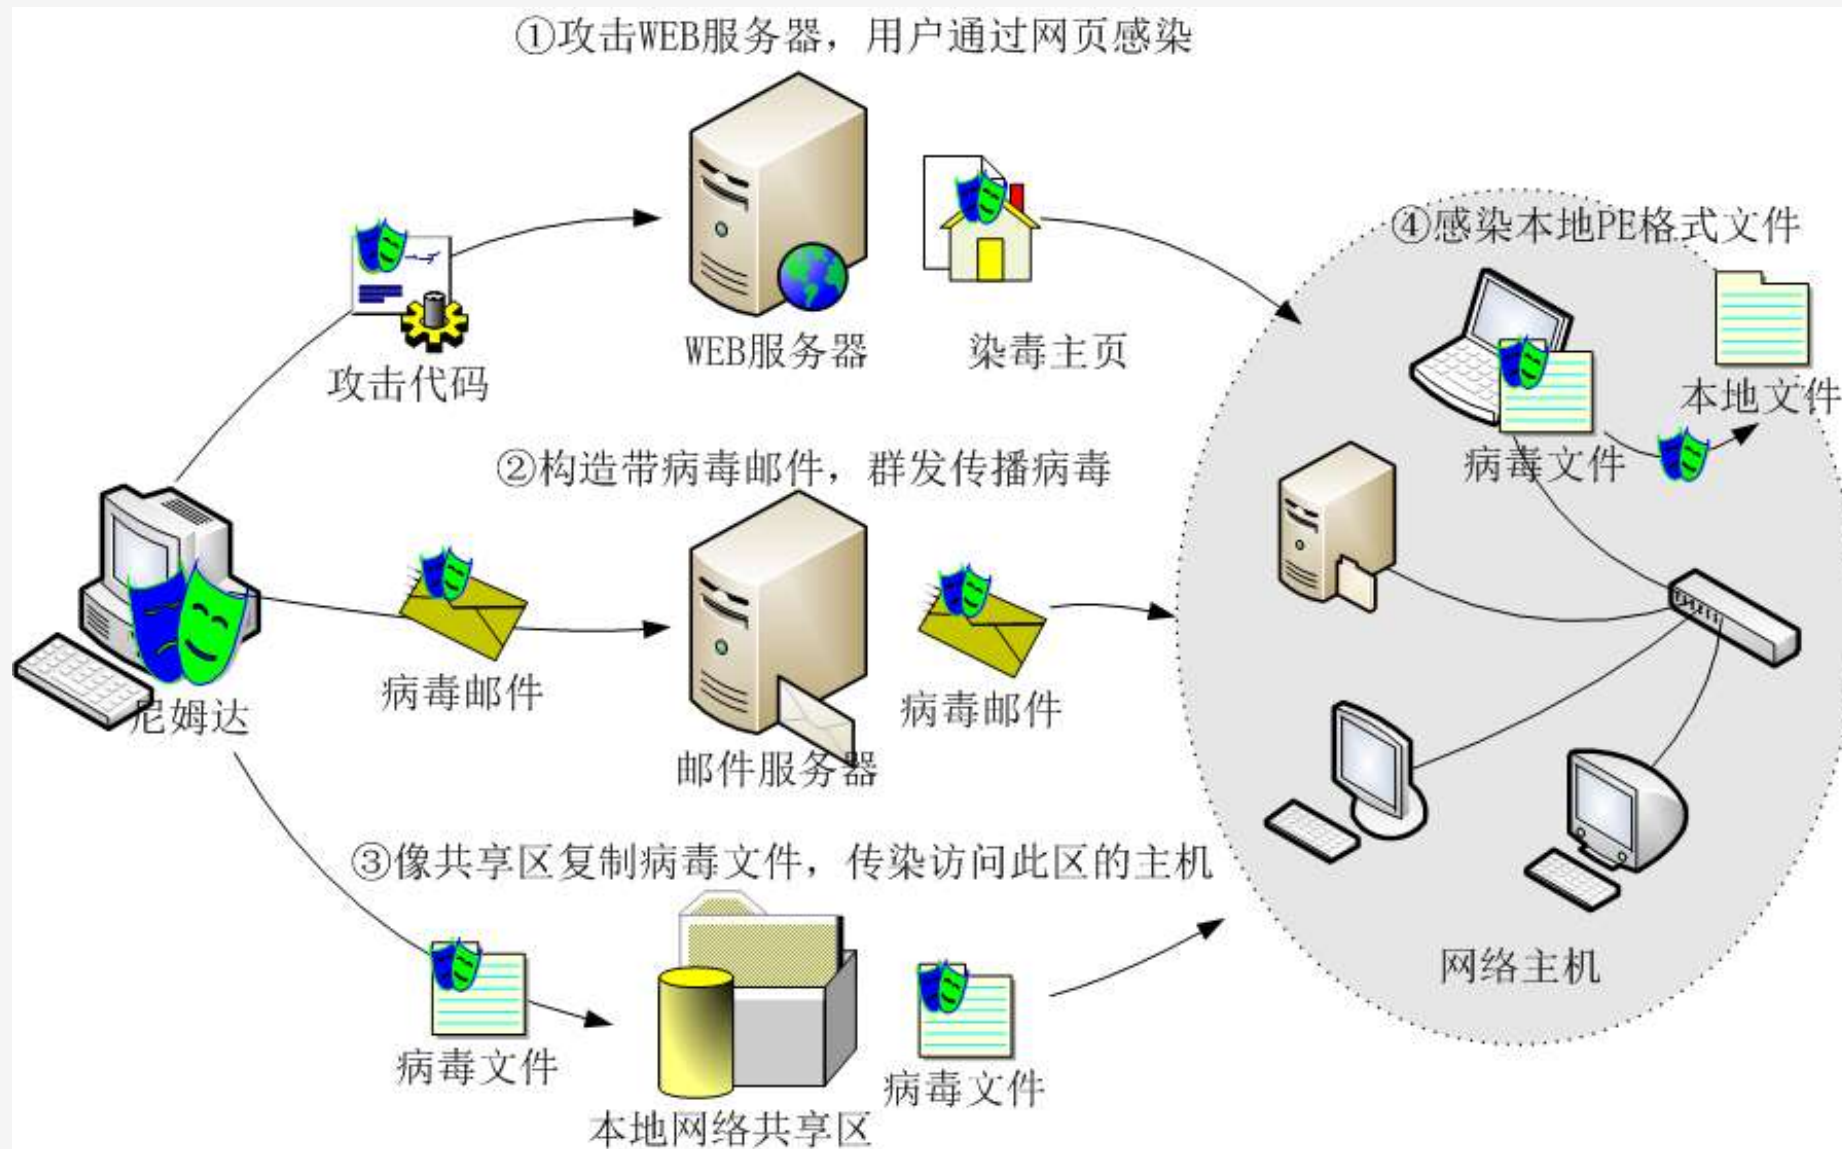 ①攻击WEB服务器，用户通过网页感染
④感染本地PE格式文件
WEB服务器
染毒主页
攻击代码
本地文件
病毒文件
②构造带病毒邮件，群发传播病毒
病毒邮件
病毒邮件
尼姆达
邮件服务器
③像共享区复制病毒文件，传染访问此区的主机
网络主机
病毒文件
病毒文件
本地网络共享区